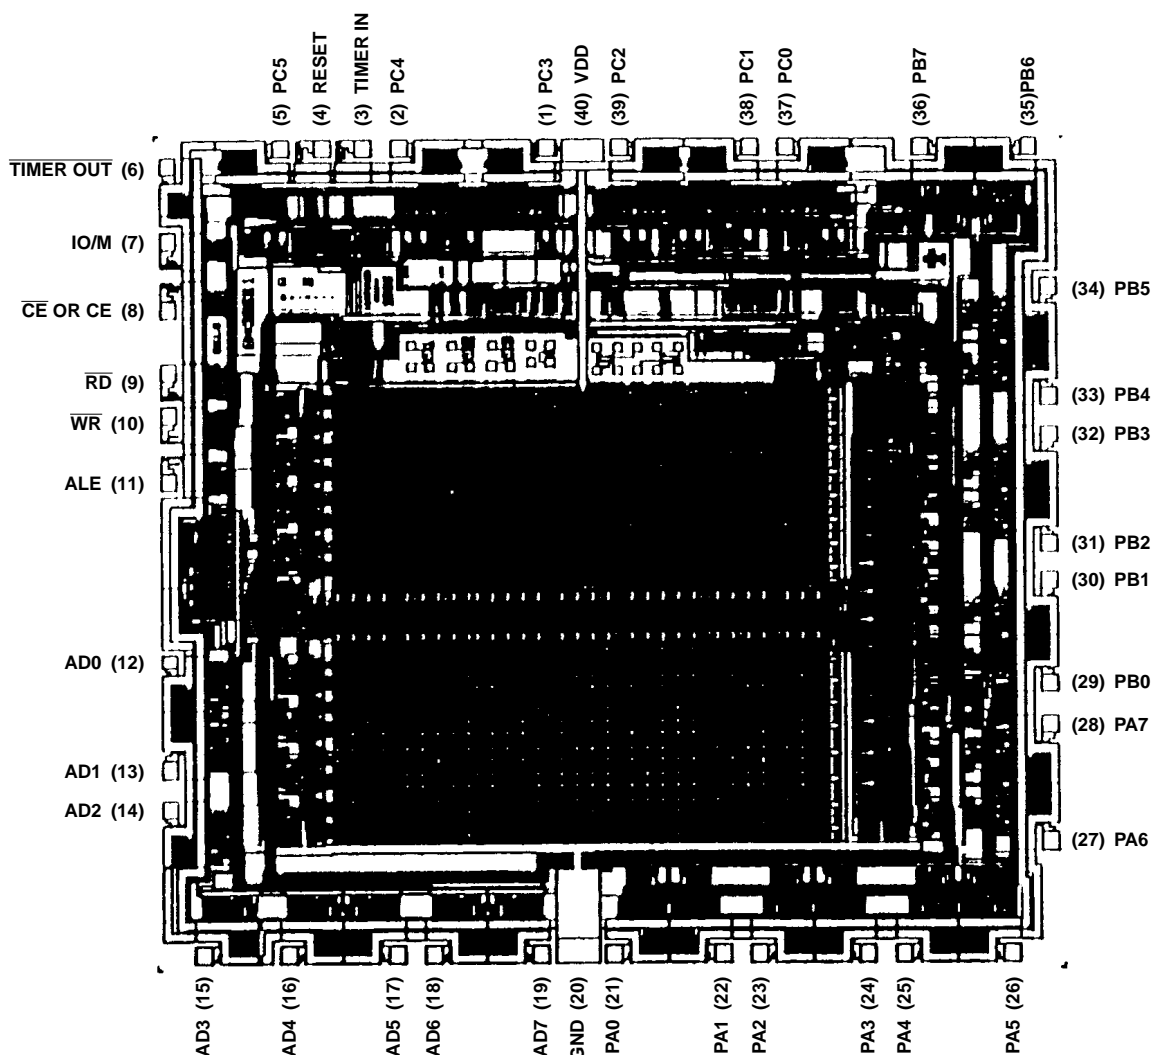 (5) PC5
(4) RESET
(3) TIMER IN
(2) PC4
(1) PC3
(40) VDD
(39) PC2
(38) PC1
(37) PC0
(36) PB7
(35)PB6
TIMER OUT (6)
IO/M (7)
CE OR CE (8)
RD (9)
WR (10)
ALE (11)
AD0 (12)
AD1 (13)
AD2 (14)
(34) PB5
(33) PB4
(32) PB3
(31) PB2
(30) PB1
(29) PB0
(28) PA7
(27) PA6
AD3 (15)
AD4 (16)
AD5 (17)
AD6 (18)
AD7 (19)
GND (20)
PA0 (21)
PA1 (22)
PA2 (23)
PA3 (24)
PA4 (25)
PA5 (26)